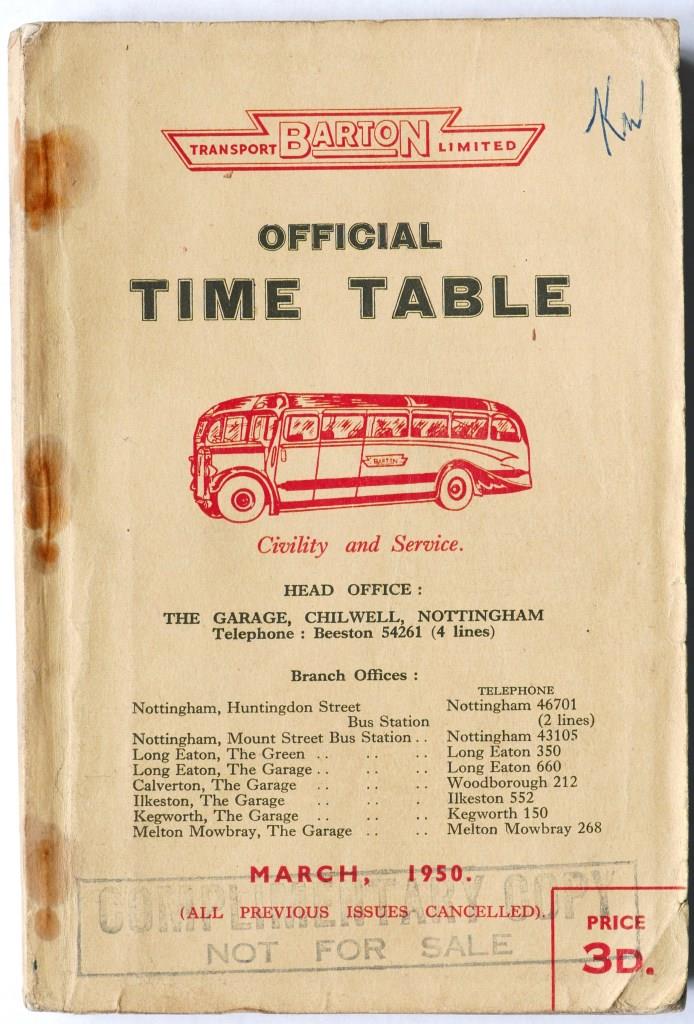 TRANSPORT BARTON LIMITED
OFFICIAL
TIME TABLE
BARTON
Civility and Service.
HEAD OFFICE :
THE GARAGE, CHILWELL, NOTTINGHAM
Telephone : Beeston 54261 (4 lines)
Branch Offices :
TELEPHONE
Nottingham, Huntingdon Street Nottingham 46701
Bus Station (2 lines)
Nottingham, Mount Street Bus Station . . Nottingham 43105
Long Eaton, The Green . . . . . . Long Eaton 350
Long Eaton, The Garage . . . . . . Long Eaton 660
Calverton, The Garage . . . . . . Woodborough 212
Ilkeston, The Garage . . . . . Ilkeston 552
Kegworth, The Garage . . . . . . Kegworth 150
Melton Mowbray, The Garage . . . . Melton Mowbray 268
MARCH, 1950.
COMPLIMENTARY COPY
(ALL PREVIOUS ISSUES CANCELLED).
NOT FOR SALE
PRICE
3D.